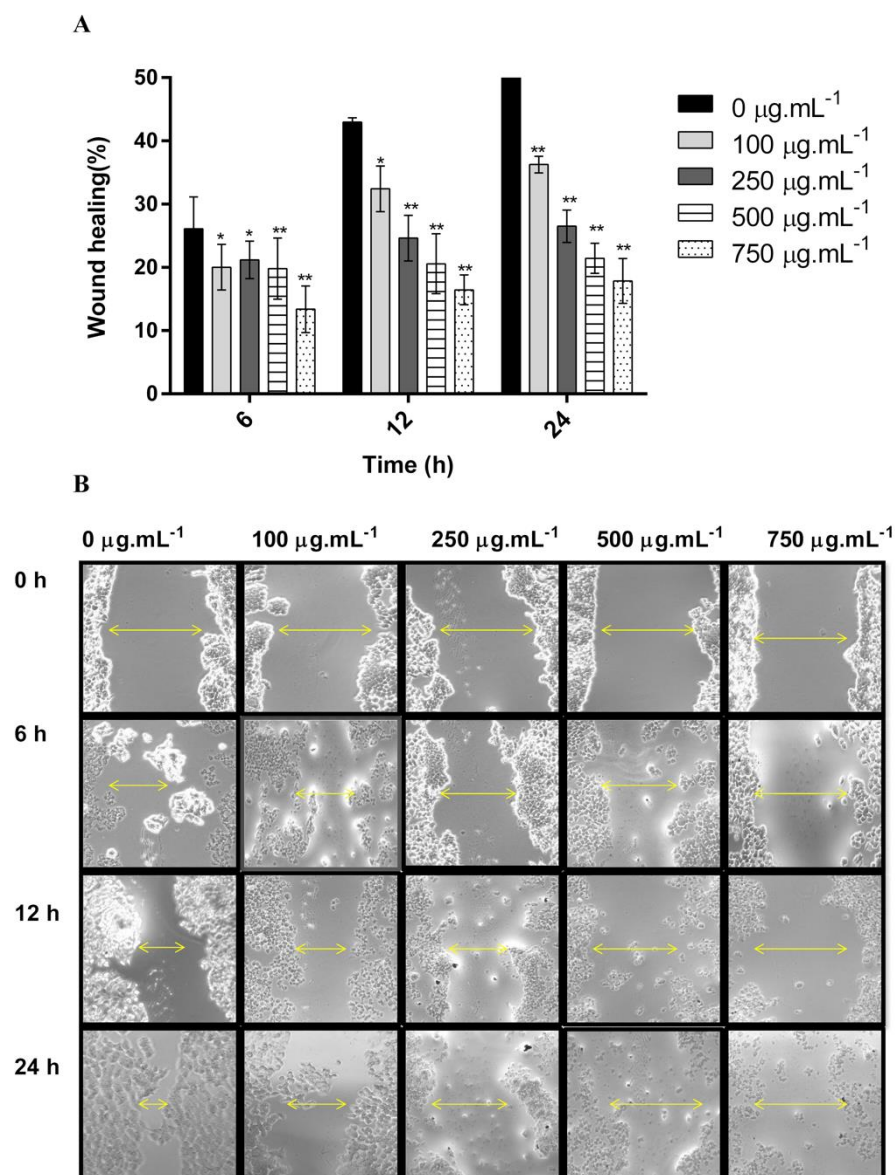 A
50
40
30
20
10
0
Wound healing(%)
* * ** **
* ** ** **
** ** ** **
6 12 24
Time (h)
0 µg.mL⁻¹
100 µg.mL⁻¹
250 µg.mL⁻¹
500 µg.mL⁻¹
750 µg.mL⁻¹
B
0 µg.mL⁻¹ 100 µg.mL⁻¹ 250 µg.mL⁻¹ 500 µg.mL⁻¹ 750 µg.mL⁻¹
0 h
6 h
12 h
24 h